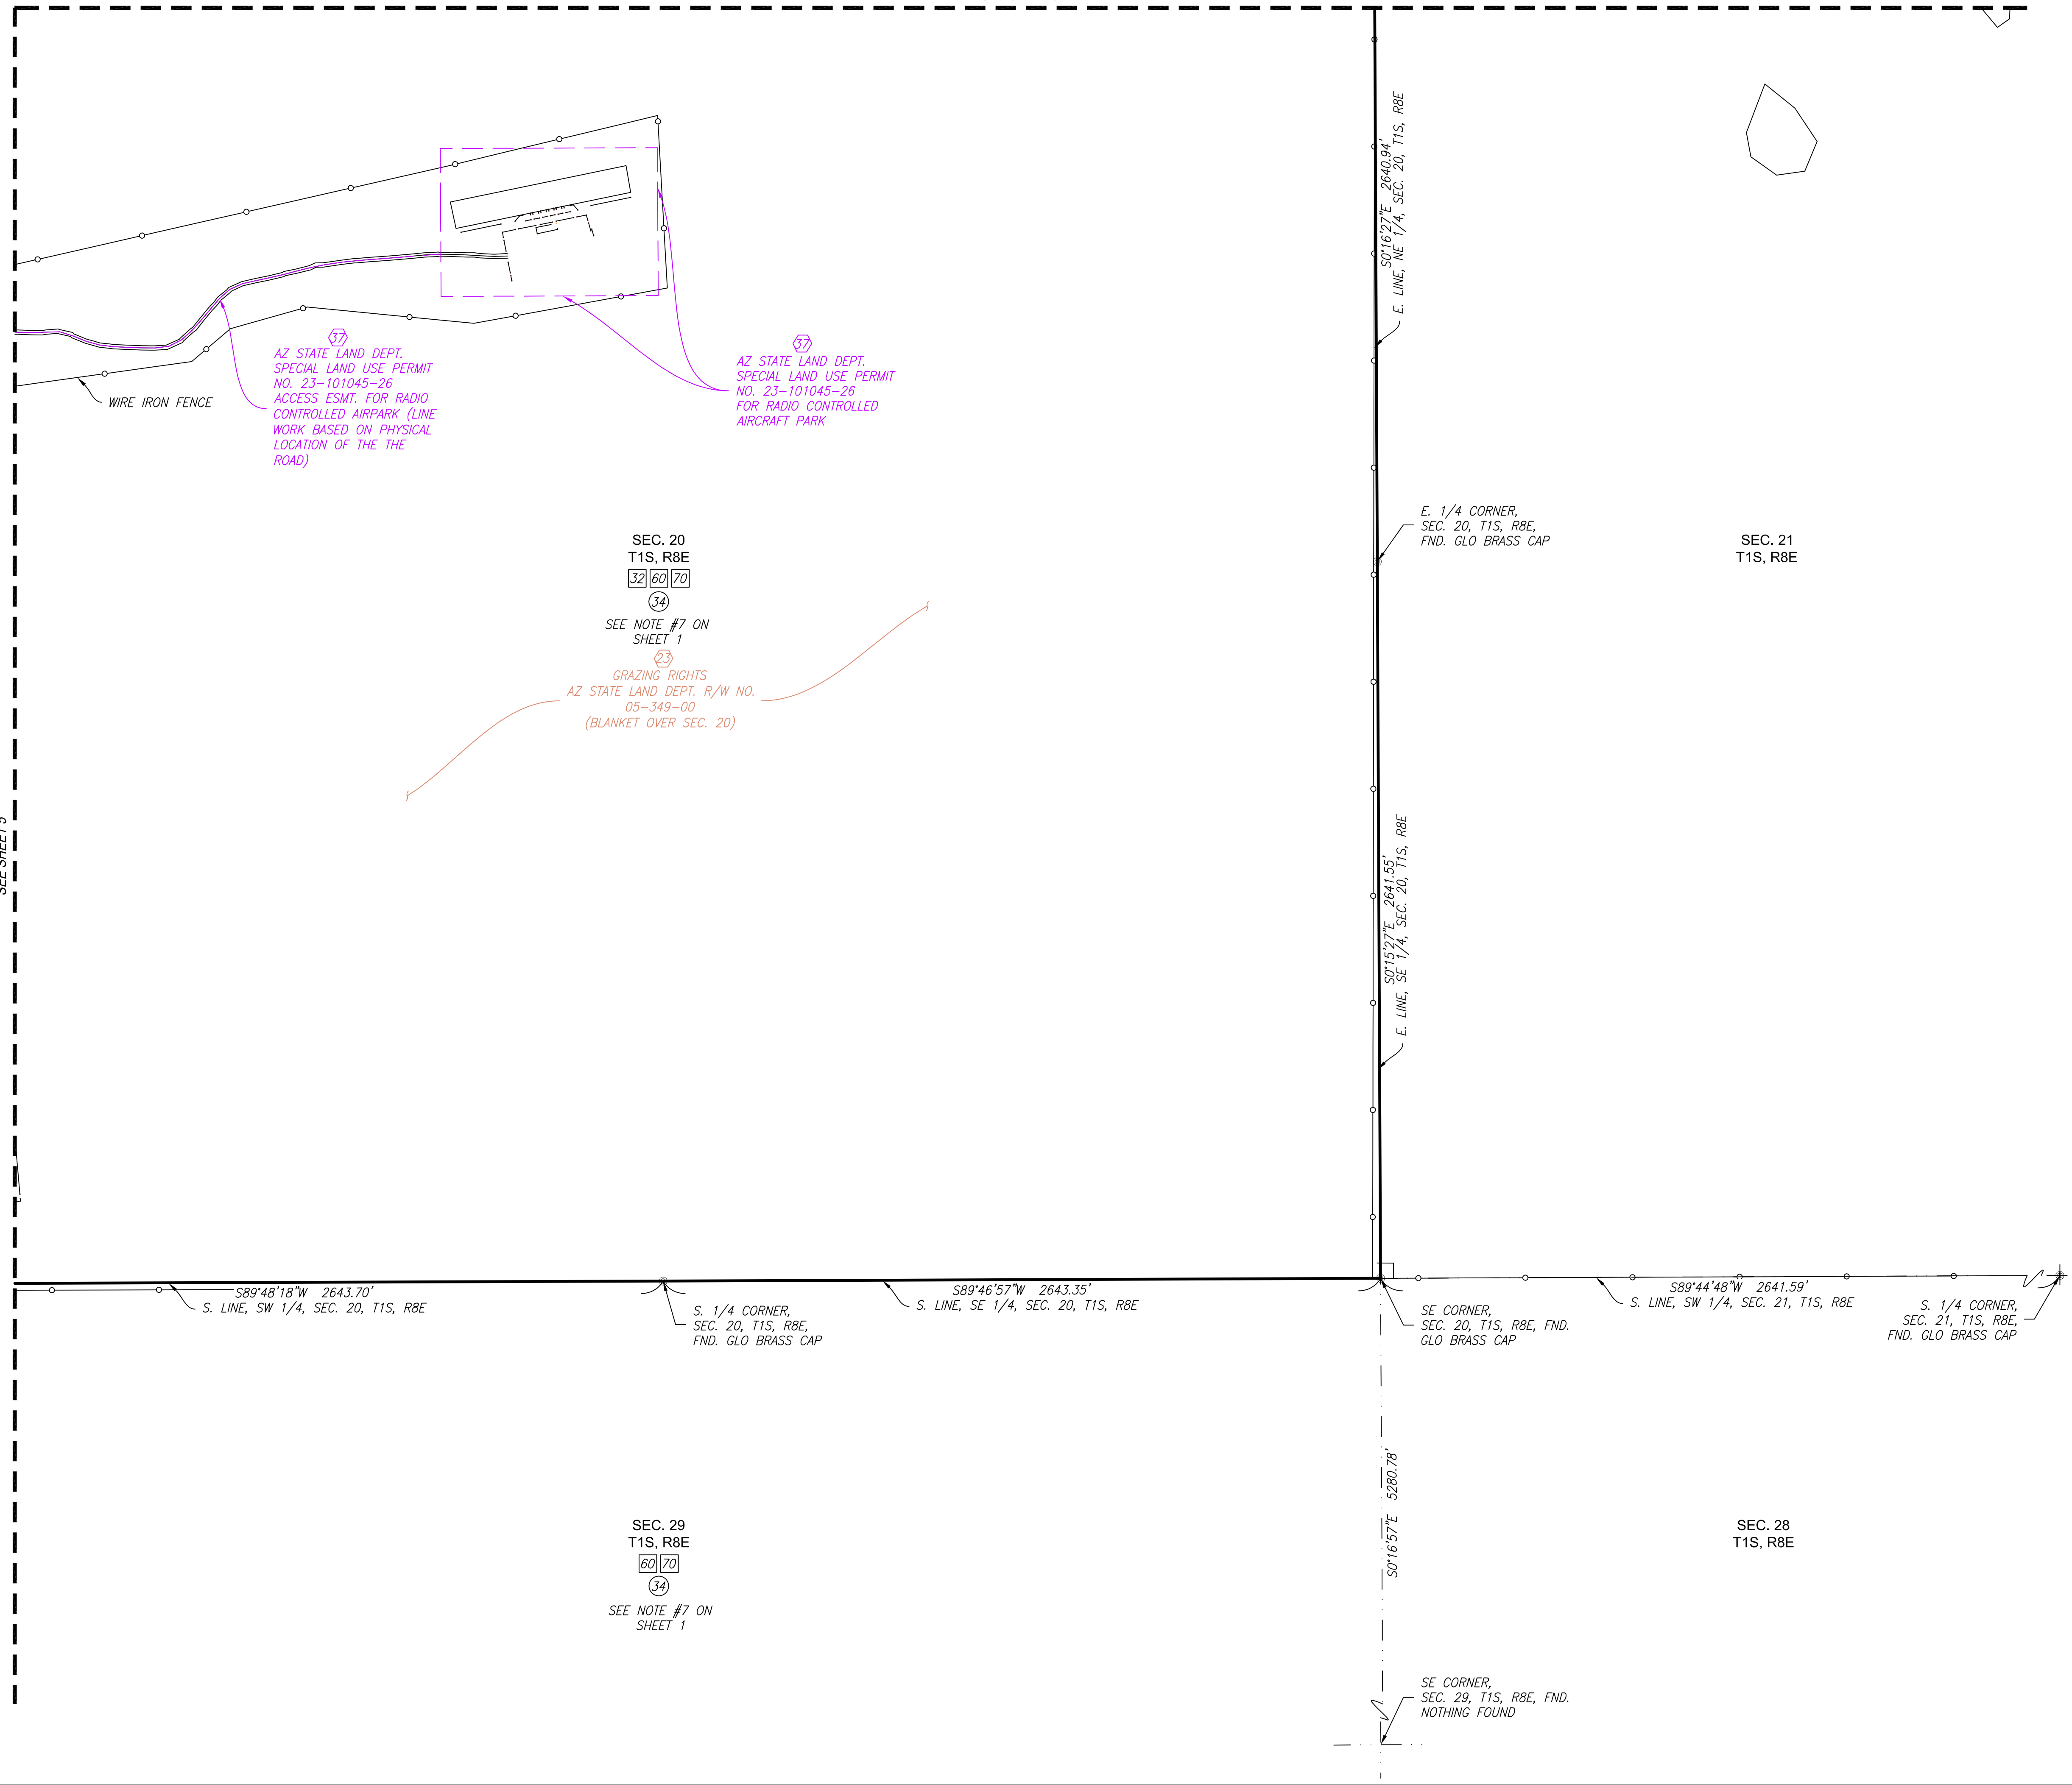 S0°16'27"E 2640.94'
E. LINE, NE 1/4, SEC. 20, T1S, R8E
37
AZ STATE LAND DEPT.
SPECIAL LAND USE PERMIT
NO. 23-101045-26
ACCESS ESMT. FOR RADIO
CONTROLLED AIRPARK (LINE
WORK BASED ON PHYSICAL
LOCATION OF THE THE
ROAD)
37
AZ STATE LAND DEPT.
SPECIAL LAND USE PERMIT
NO. 23-101045-26
FOR RADIO CONTROLLED
AIRCRAFT PARK
WIRE IRON FENCE
E. 1/4 CORNER,
SEC. 20, T1S, R8E,
FND. GLO BRASS CAP
SEC. 20
T1S, R8E
32 60 70
34
SEE NOTE #7 ON
SHEET 1
23
GRAZING RIGHTS
AZ STATE LAND DEPT. R/W NO.
05-349-00
(BLANKET OVER SEC. 20)
SEC. 21
T1S, R8E
SEE SHEET
S0°15'27"E 2641.55'
E. LINE, SE 1/4, SEC. 20, T1S, R8E
S89°48'18"W 2643.70'
S. LINE, SW 1/4, SEC. 20, T1S, R8E
S. 1/4 CORNER,
SEC. 20, T1S, R8E,
FND. GLO BRASS CAP
S89°46'57"W 2643.35'
S. LINE, SE 1/4, SEC. 20, T1S, R8E
SE CORNER,
SEC. 20, T1S, R8E, FND.
GLO BRASS CAP
S89°44'48"W 2641.59'
S. LINE, SW 1/4, SEC. 21, T1S, R8E
S. 1/4 CORNER,
SEC. 21, T1S, R8E,
FND. GLO BRASS CAP
S0°16'57"E 5280.78'
SEC. 29
T1S, R8E
60 70
34
SEE NOTE #7 ON
SHEET 1
SEC. 28
T1S, R8E
SE CORNER,
SEC. 29, T1S, R8E, FND.
NOTHING FOUND